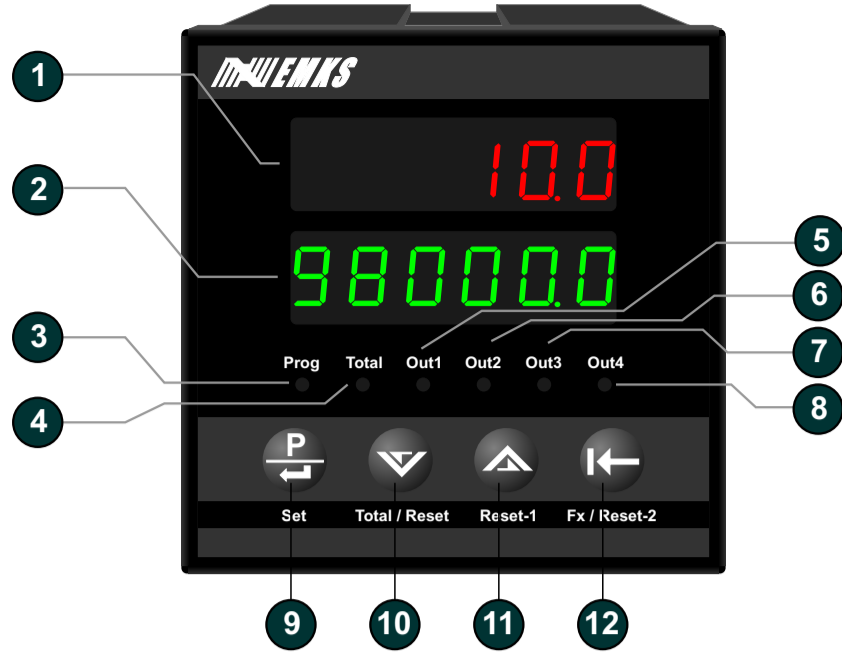 EMKS
1
10.0
2
980000.0
5
6
3
Prog Total Out1 Out2 Out3 Out4
7
4
8
P
Set Total / Reset Reset-1 Fx / Reset-2
9 10 11 12